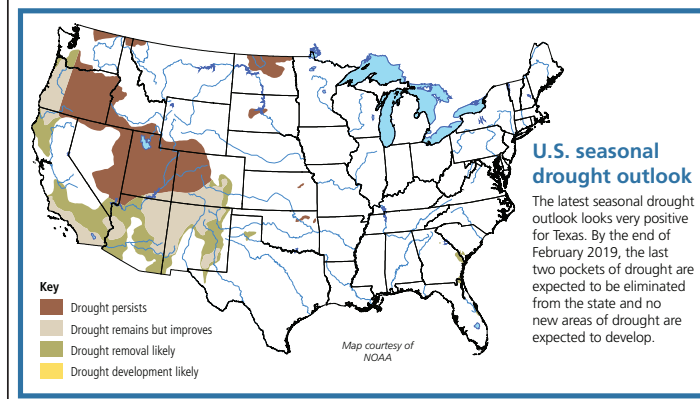 U.S. seasonal
drought outlook
The latest seasonal drought
outlook looks very positive
for Texas. By the end of
February 2019, the last
two pockets of drought are
expected to be eliminated
from the state and no
new areas of drought are
expected to develop.
Key
Drought persists
Drought remains but improves
Drought removal likely
Drought development likely
Map courtesy of
NOAA